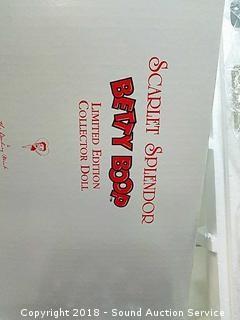 SCARLET SPLENDOR
BETTY BOOP
LIMITED EDITION
COLLECTOR DOLL
Copyright 2018 - Sound Auction Service